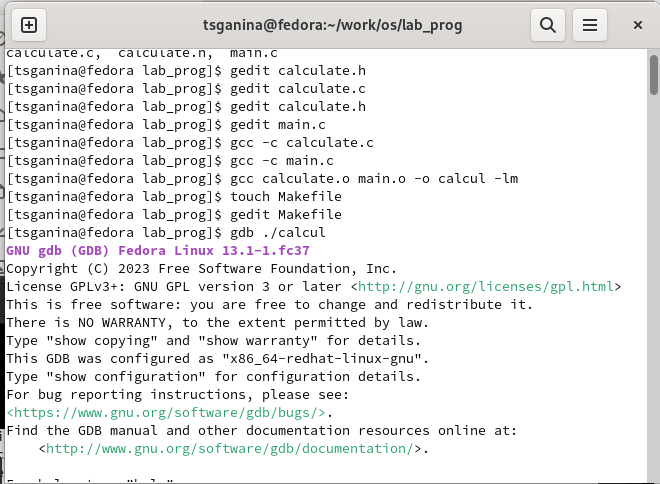 tsganina@fedora:~/work/os/lab_prog
calculate.c, calculate.h, main.c
[tsganina@fedora lab_prog]$ gedit calculate.h
[tsganina@fedora lab_prog]$ gedit calculate.c
[tsganina@fedora lab_prog]$ gedit calculate.h
[tsganina@fedora lab_prog]$ gedit main.c
[tsganina@fedora lab_prog]$ gcc -c calculate.c
[tsganina@fedora lab_prog]$ gcc -c main.c
[tsganina@fedora lab_prog]$ gcc calculate.o main.o -o calcul -lm
[tsganina@fedora lab_prog]$ touch Makefile
[tsganina@fedora lab_prog]$ gedit Makefile
[tsganina@fedora lab_prog]$ gdb ./calcul
GNU gdb (GDB) Fedora Linux 13.1-1.fc37
Copyright (C) 2023 Free Software Foundation, Inc.
License GPLv3+: GNU GPL version 3 or later <http://gnu.org/licenses/gpl.html>
This is free software: you are free to change and redistribute it.
There is NO WARRANTY, to the extent permitted by law.
Type "show copying" and "show warranty" for details.
This GDB was configured as "x86_64-redhat-linux-gnu".
Type "show configuration" for configuration details.
For bug reporting instructions, please see:
<https://www.gnu.org/software/gdb/bugs/>.
Find the GDB manual and other documentation resources online at:
    <http://www.gnu.org/software/gdb/documentation/>.